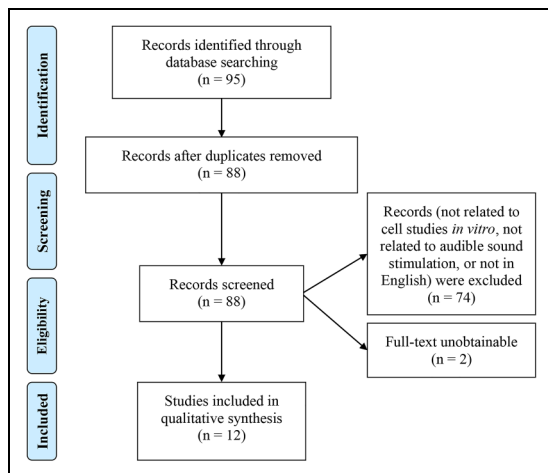 Identification
Records identified through
database searching
(n = 95)
Records after duplicates removed
(n = 88)
Screening
Records (not related to
cell studies in vitro, not
related to audible sound
stimulation, or not in
English) were excluded
n = 74)
Records screened
(n = 88)
Eligibility
Full-text unobtainable
(n = 2)
Included
Studies included in
qualitative synthesis
(n = 12)